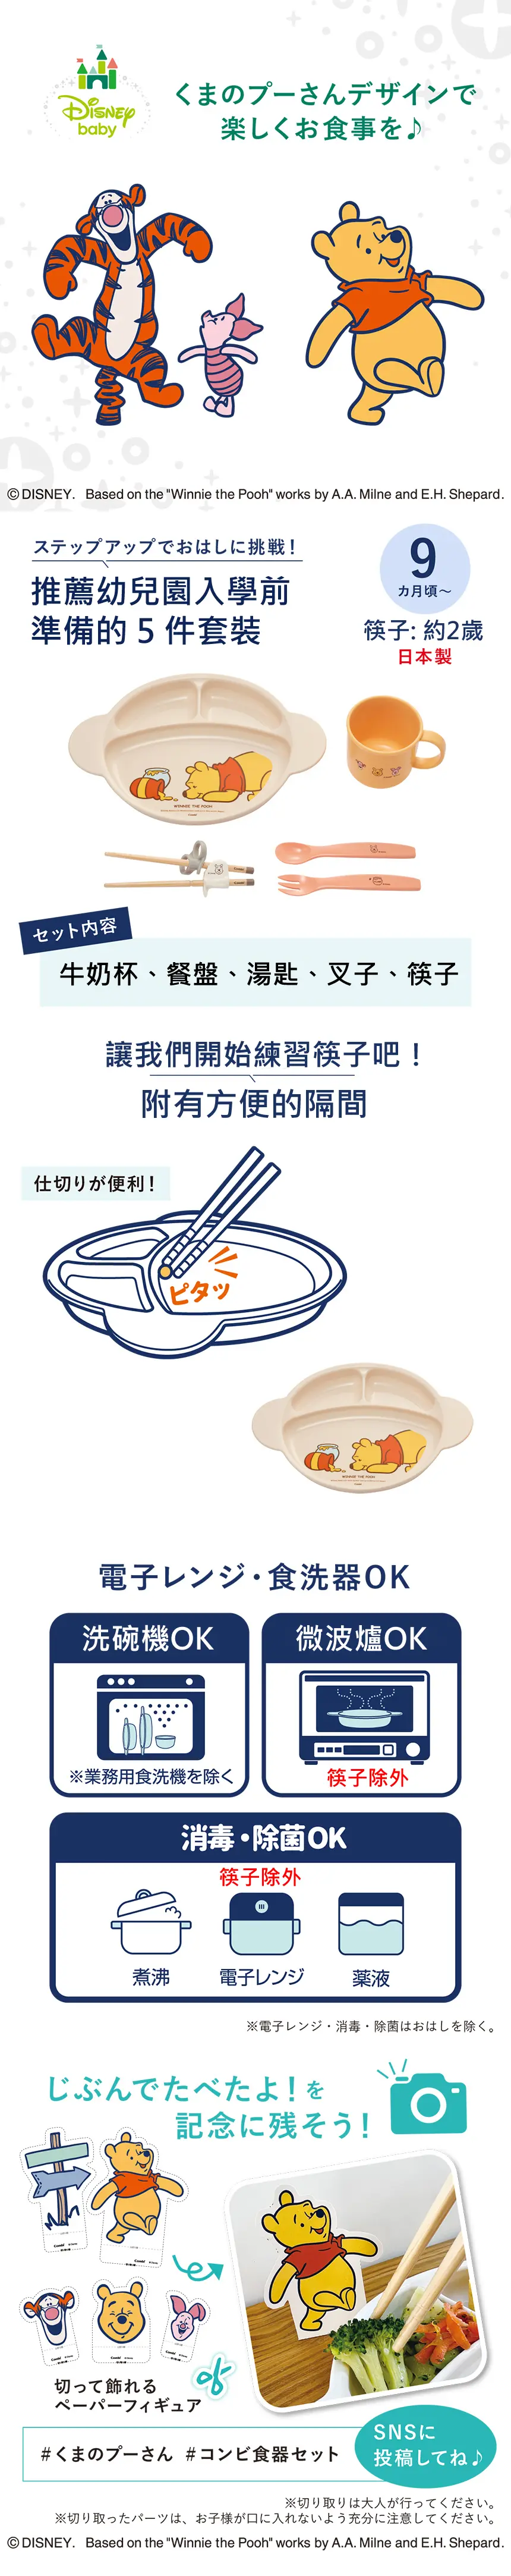 Disney
baby
くまのプーさんデザインで
楽しくお食事を♪
© DISNEY. Based on the "Winnie the Pooh" works by A.A. Milne and E.H. Shepard.
ステップアップでおはしに挑戦！
推薦幼兒園入學前
準備的 5 件套裝
9
カ月頃～
筷子: 約2歲
日本製
WINNIE THE POOH
セット内容
牛奶杯、餐盤、湯匙、叉子、筷子
讓我們開始練習筷子吧！
附有方便的隔間
仕切りが便利！
ピタッ
WINNIE THE POOH
電子レンジ・食洗器OK
洗碗機OK
※業務用食洗機を除く
微波爐OK
筷子除外
消毒・除菌OK
筷子除外
煮沸
電子レンジ
薬液
※電子レンジ・消毒・除菌はおはしを除く。
じぶんでたべたよ！を
記念に残そう！
切って飾れる
ペーパーフィギュア
#くまのプーさん #コンビ食器セット
SNSに
投稿してね♪
※切り取りは大人が行ってください。
※切り取ったパーツは、お子様が口に入れないよう充分に注意してください。
© DISNEY. Based on the "Winnie the Pooh" works by A.A. Milne and E.H. Shepard.